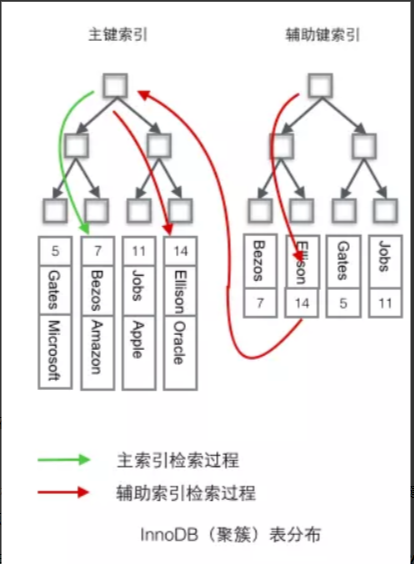 主键索引
辅助键索引
5 7 11 14
Gates Bezos Jobs Ellison
Microsoft Amazon Apple Oracle
Bezos Ellison Gates Jobs
7 14 5 11
主索引检索过程
辅助索引检索过程
InnoDB（聚簇）表分布